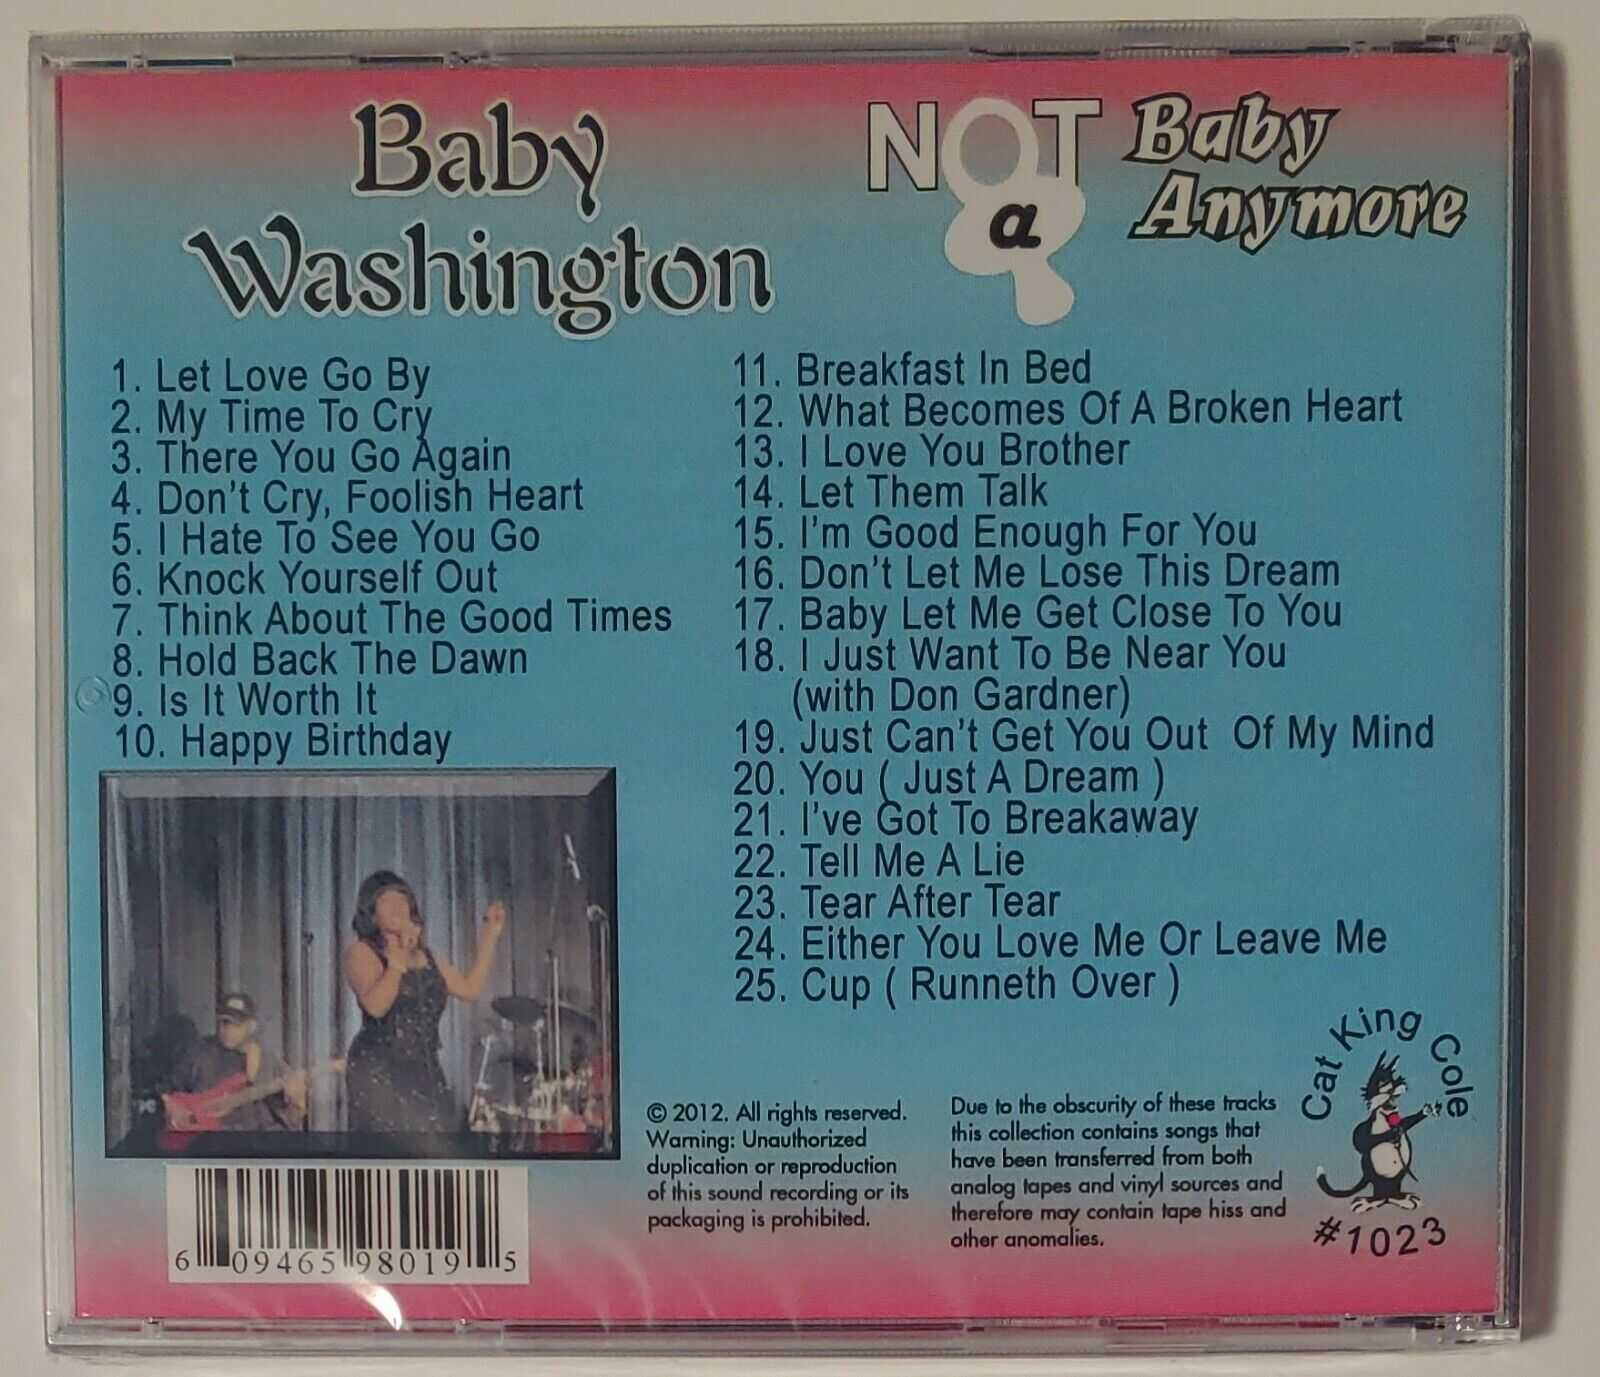 Baby
Washington
NOT
a
Baby
Anymore
1. Let Love Go By
2. My Time To Cry
3. There You Go Again
4. Don't Cry, Foolish Heart
5. I Hate To See You Go
6. Knock Yourself Out
7. Think About The Good Times
8. Hold Back The Dawn
9. Is It Worth It
10. Happy Birthday
11. Breakfast In Bed
12. What Becomes Of A Broken Heart
13. I Love You Brother
14. Let Them Talk
15. I'm Good Enough For You
16. Don't Let Me Lose This Dream
17. Baby Let Me Get Close To You
18. I Just Want To Be Near You
(with Don Gardner)
19. Just Can't Get You Out Of My Mind
20. You ( Just A Dream )
21. I've Got To Breakaway
22. Tell Me A Lie
23. Tear After Tear
24. Either You Love Me Or Leave Me
25. Cup ( Runneth Over )
© 2012. All rights reserved.
Warning: Unauthorized
duplication or reproduction
of this sound recording or its
packaging is prohibited.
Due to the obscurity of these tracks
this collection contains songs that
have been transferred from both
analog tapes and vinyl sources and
therefore may contain tape hiss and
other anomalies.
Cat King Cole
#1023
6 09465 98019 5